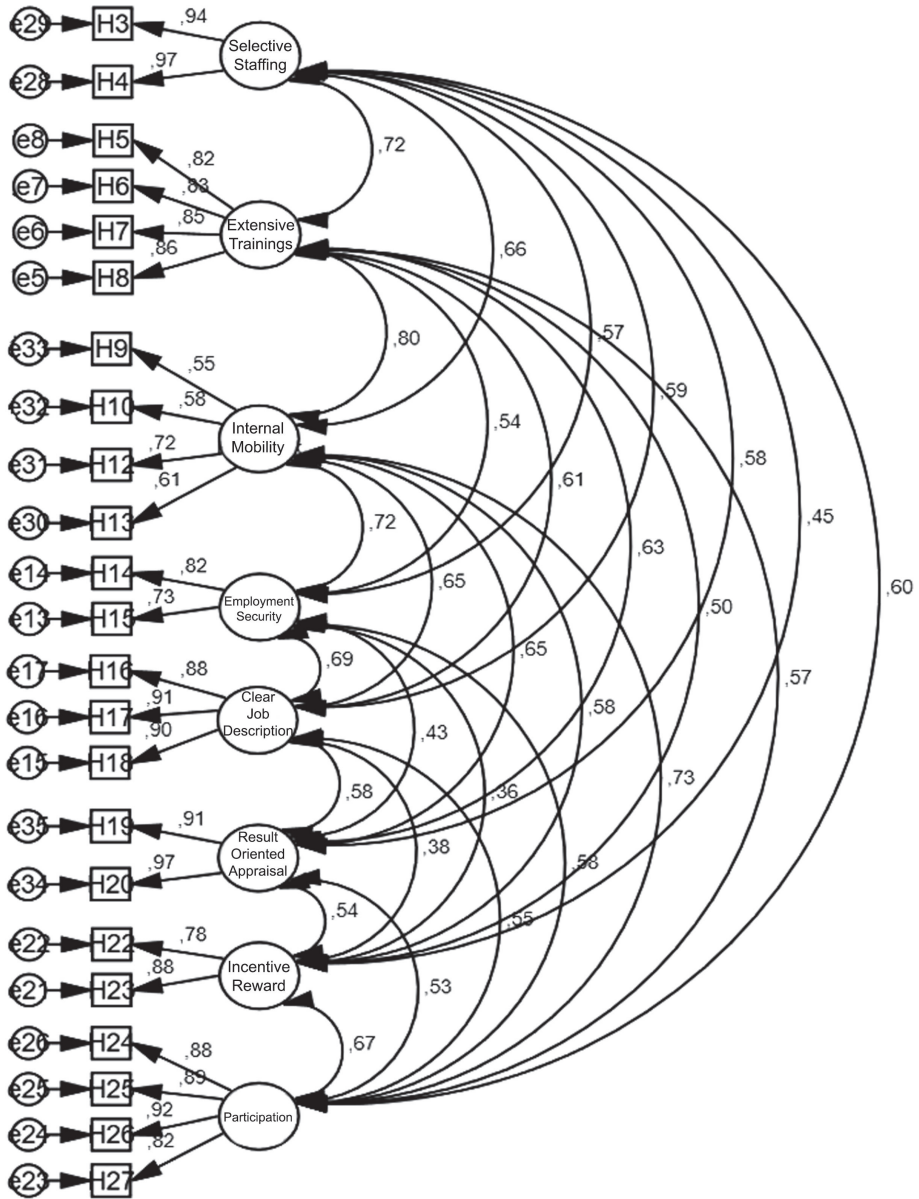 e29 H3 ,94
Selective
Staffing
e28 H4 ,97
,72
e8 H5 ,82
e7 H6 ,83
e6 H7 ,85
Extensive
Trainings
e5 H8 ,86
,66
,80
,57
e33 H9 ,55
,59
e32 H10 ,58
,54
Internal
Mobility
e31 H12 ,72
,58
e30 H13 ,61
,61
,45
,72
,63
e14 H14 ,82
,65
,60
Employment
Security
e13 H15 ,73
,50
,65
,69
e17 H16 ,88
,57
e16 H17 ,91
Clear
Job
Description
,58
e15 H18 ,90
,43
,73
,58
,36
e35 H19 ,91
Result
Oriented
Appraisal
,38
e34 H20 ,97
,58
,54
,55
e22 H22 ,78
Incentive
Reward
e21 H23 ,88
,53
e26 H24 ,88
,67
e25 H25 ,89
Participation
e24 H26 ,92
e23 H27 ,82